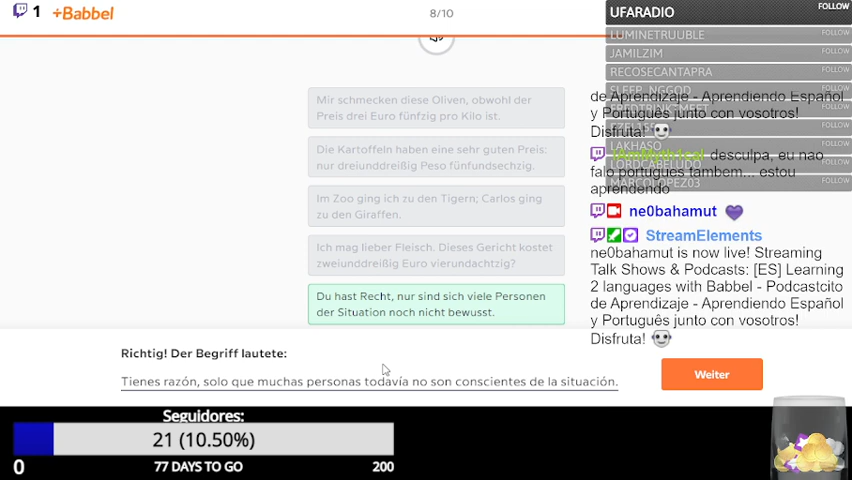 1 +Babbel
8/10
Mir schmecken diese Oliven, obwohl der
Preis drei Euro fünfzig pro Kilo ist.
Die Kartoffeln haben eine sehr guten Preis:
nur dreiunddreißig Peso fünfundsechzig.
Im Zoo ging ich zu den Tigern; Carlos ging
zu den Giraffen.
Ich mag lieber Fleisch. Dieses Gericht kostet
zweiunddreißig Euro vierundachtzig?
Du hast Recht, nur sind sich viele Personen
der Situation noch nicht bewusst.
Richtig! Der Begriff lautete:
Tienes razón, solo que muchas personas todavía no son conscientes de la situación.
Weiter
Seguidores:
21 (10.50%)
0
77 DAYS TO GO
200
UFARADIO FOLLOW
LUMINETRUUBLE FOLLOW
JAMILZIM FOLLOW
RECOSECANTAPRA FOLLOW
FOLLOW
FOLLOW
FOLLOW
LAKHASO FOLLOW
LORDCABELUDO FOLLOW
MARCOLOPEZ03 FOLLOW
de Aprendizaje - Aprendiendo Español
y Português junto con vosotros!
Disfruta!
desculpa, eu nao
falo portugues tambem... estou
aprendendo
ne0bahamut
StreamElements
ne0bahamut is now live! Streaming
Talk Shows & Podcasts: [ES] Learning
2 languages with Babbel - Podcastcito
de Aprendizaje - Aprendiendo Español
y Português junto con vosotros!
Disfruta!